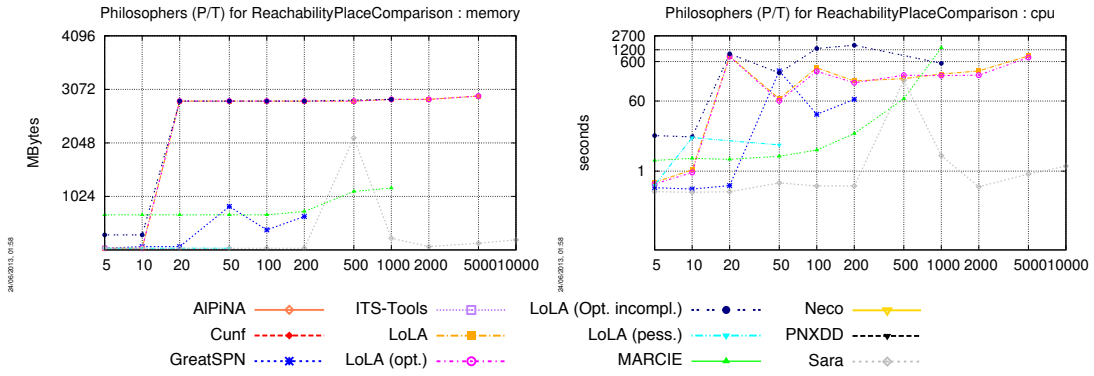 Philosophers (P/T) for ReachabilityPlaceComparison : memory
4096
3072
2048
1024
MBytes
5 10 20 50 100 200 500 1000 2000 5000 10000
24/06/2013, 01:58
Philosophers (P/T) for ReachabilityPlaceComparison : cpu
2700
1200
600
60
1
seconds
5 10 20 50 100 200 500 1000 2000 5000 10000
24/06/2013, 01:58
AlPiNA
Cunf
GreatSPN
ITS-Tools
LoLA
LoLA (opt.)
LoLA (Opt. incompl.)
LoLA (pess.)
MARCIE
Neco
PNXDD
Sara